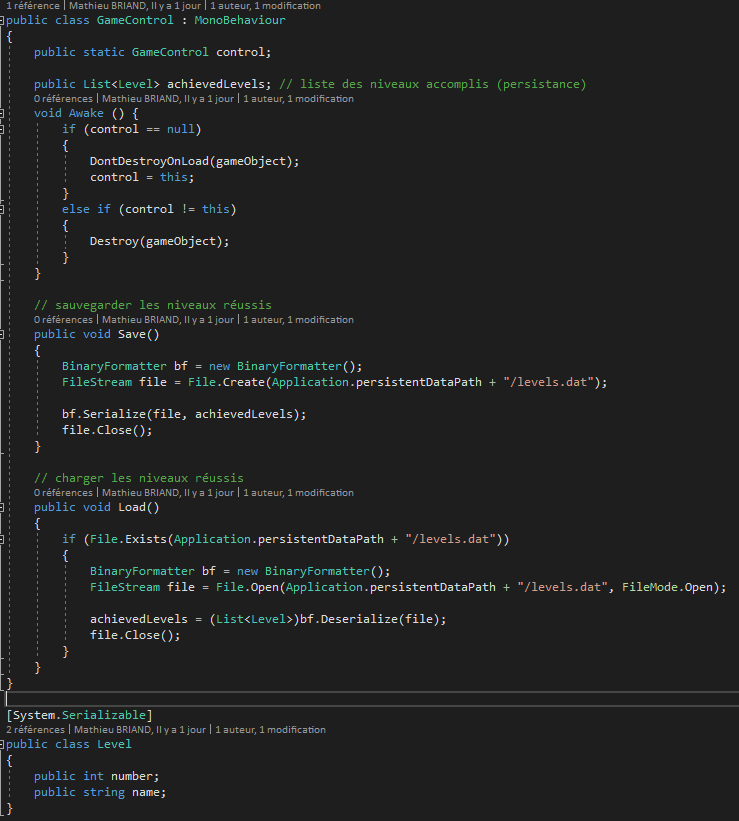 1 référence | Mathieu BRIAND, Il y a 1 jour | 1 auteur, 1 modification
public class GameControl : MonoBehaviour
{
    public static GameControl control;

    public List<Level> achievedLevels; // liste des niveaux accomplis (persistance)
    0 références | Mathieu BRIAND, Il y a 1 jour | 1 auteur, 1 modification
    void Awake () {
        if (control == null)
        {
            DontDestroyOnLoad(gameObject);
            control = this;
        }
        else if (control != this)
        {
            Destroy(gameObject);
        }
    }

    // sauvegarder les niveaux réussis
    0 références | Mathieu BRIAND, Il y a 1 jour | 1 auteur, 1 modification
    public void Save()
    {
        BinaryFormatter bf = new BinaryFormatter();
        FileStream file = File.Create(Application.persistentDataPath + "/levels.dat");

        bf.Serialize(file, achievedLevels);
        file.Close();
    }

    // charger les niveaux réussis
    0 références | Mathieu BRIAND, Il y a 1 jour | 1 auteur, 1 modification
    public void Load()
    {
        if (File.Exists(Application.persistentDataPath + "/levels.dat"))
        {
            BinaryFormatter bf = new BinaryFormatter();
            FileStream file = File.Open(Application.persistentDataPath + "/levels.dat", FileMode.Open);

            achievedLevels = (List<Level>)bf.Deserialize(file);
            file.Close();
        }
    }
}

[System.Serializable]
2 références | Mathieu BRIAND, Il y a 1 jour | 1 auteur, 1 modification
public class Level
{
    public int number;
    public string name;
}